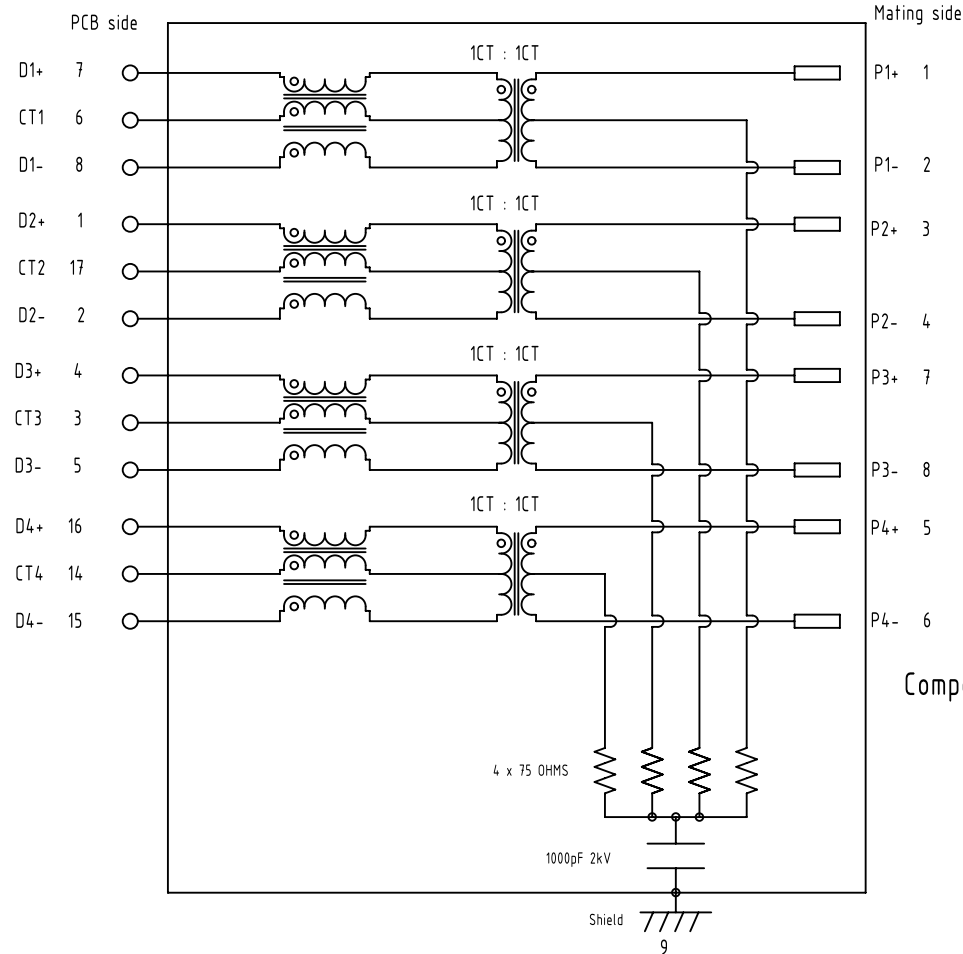 PCB side
Mating side
1CT : 1CT
D1+ 7
P1+ 1
CT1 6
D1- 8
P1- 2
1CT : 1CT
D2+ 1
P2+ 3
CT2 17
D2- 2
P2- 4
1CT : 1CT
D3+ 4
P3+ 7
CT3 3
D3- 5
P3- 8
1CT : 1CT
D4+ 16
P4+ 5
CT4 14
D4- 15
P4- 6
4 x 75 OHMS
1000pF 2kV
Shield
9